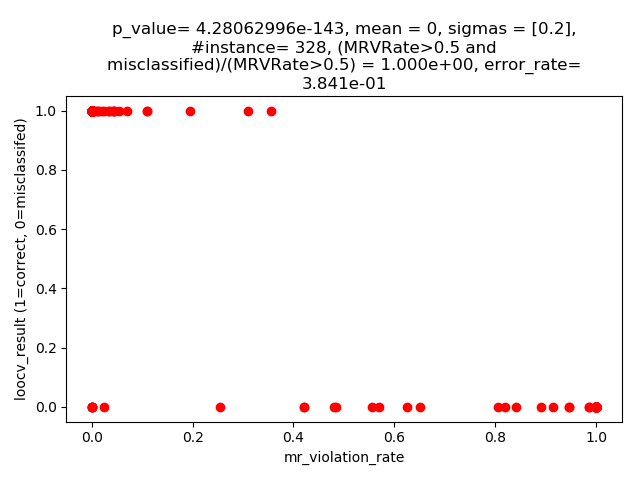 p_value= 4.28062996e-143, mean = 0, sigmas = [0.2],
#instance= 328, (MRVRate>0.5 and
misclassified)/(MRVRate>0.5) = 1.000e+00, error_rate=
3.841e-01
loocv_result (1=correct, 0=misclassifed)
1.0
0.8
0.6
0.4
0.2
0.0
0.0 0.2 0.4 0.6 0.8 1.0
mr_violation_rate